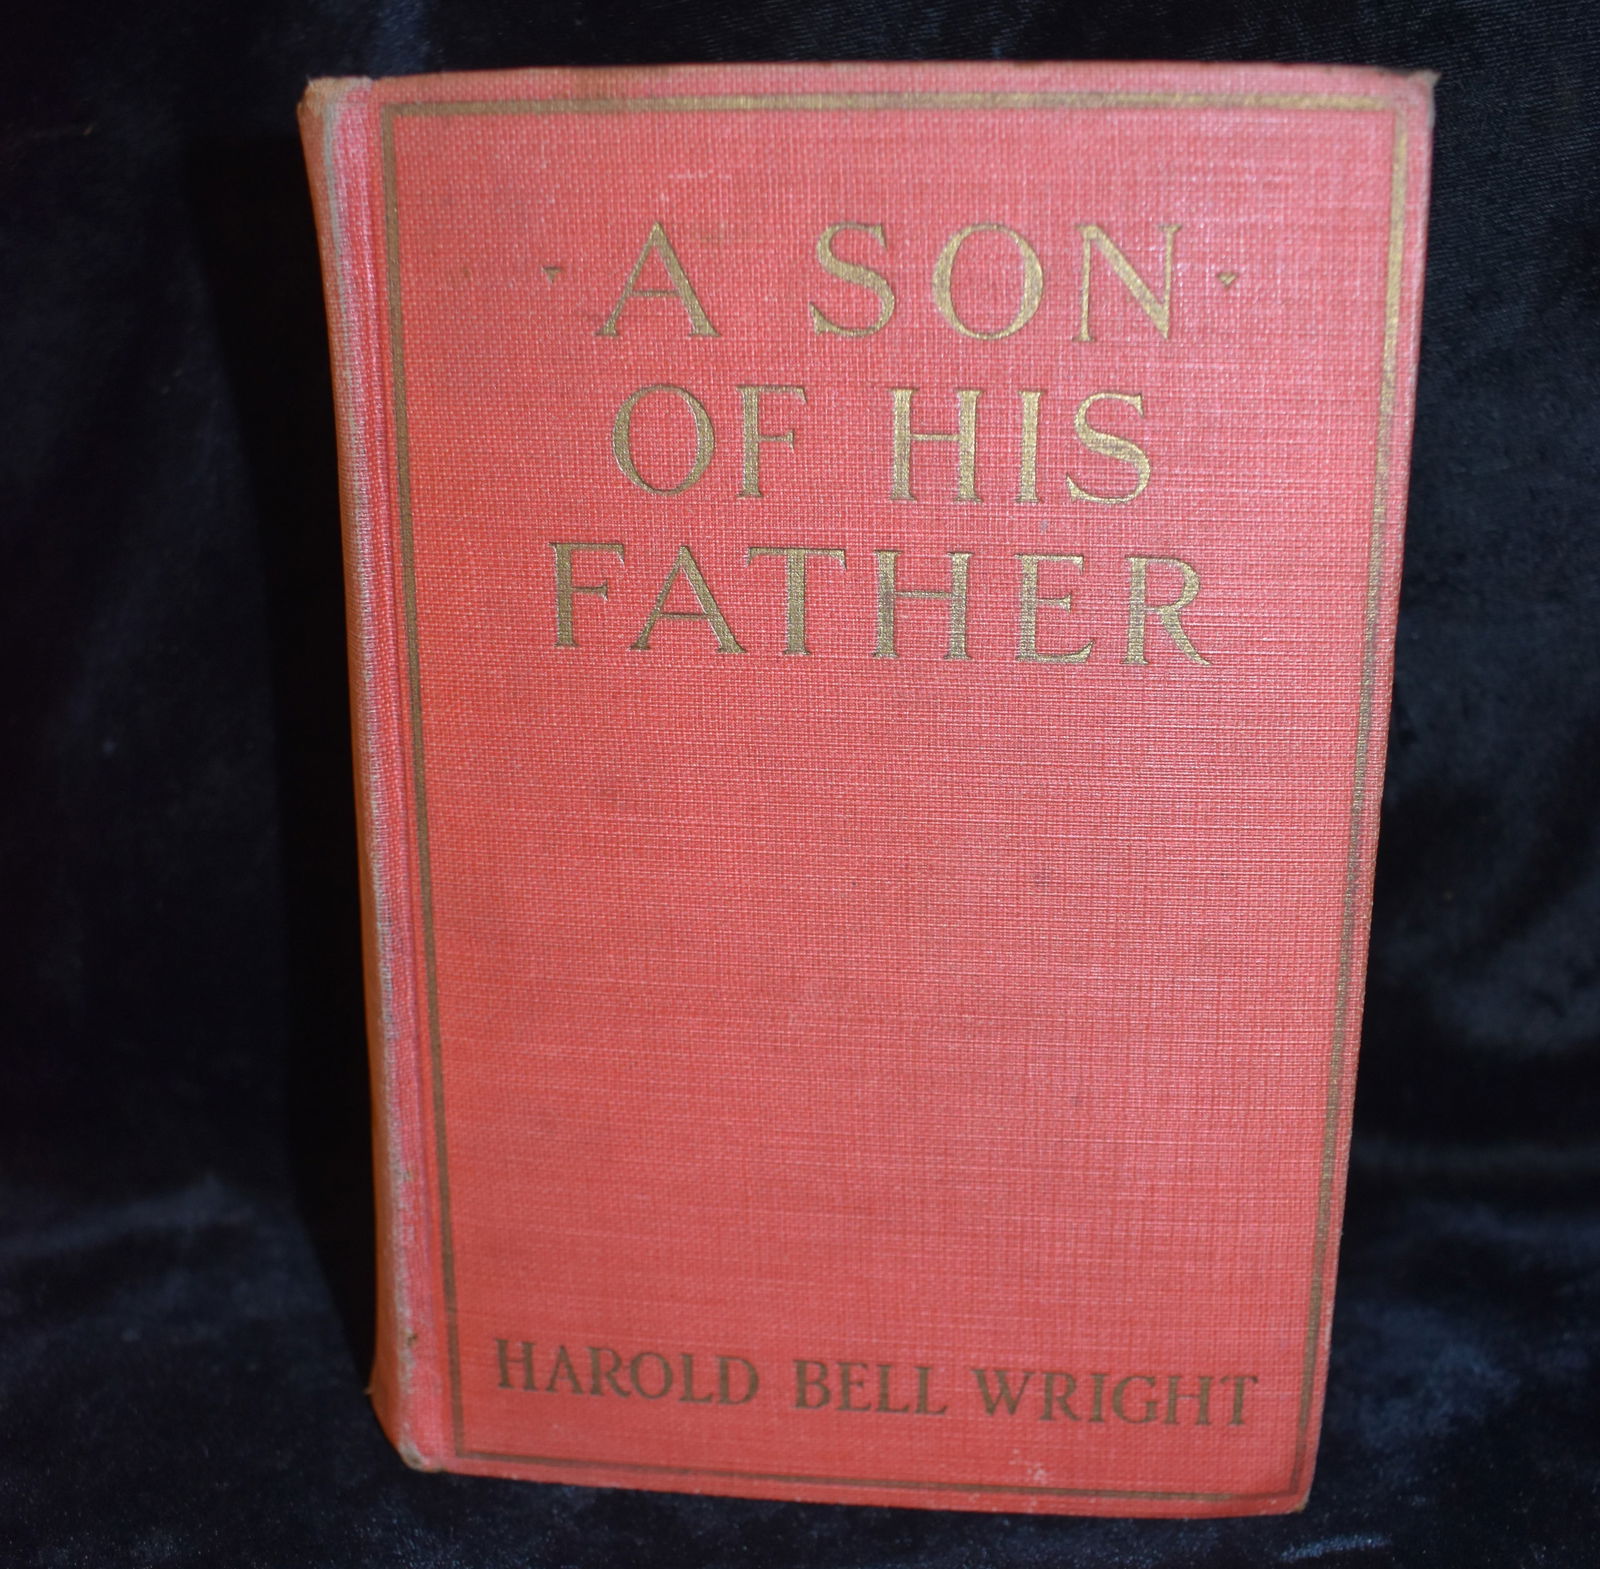 A SON
OF HIS
FATHER
HAROLD BELL WRIGHT